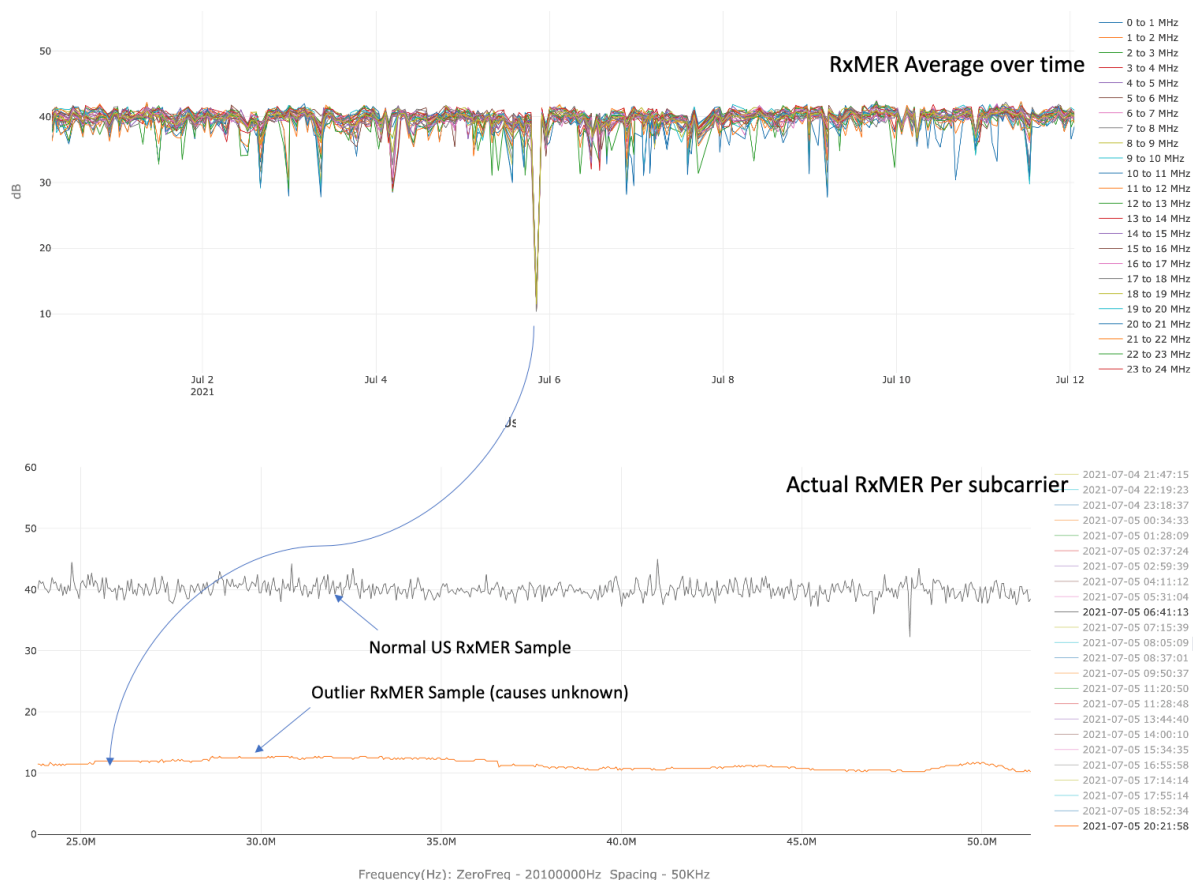 RxMER Average over time
50
40
30
20
10
dB
Jul 2
2021
Jul 4
Jul 6
Jul 8
Jul 10
Jul 12
0 to 1 MHz
1 to 2 MHz
2 to 3 MHz
3 to 4 MHz
4 to 5 MHz
5 to 6 MHz
6 to 7 MHz
7 to 8 MHz
8 to 9 MHz
9 to 10 MHz
10 to 11 MHz
11 to 12 MHz
12 to 13 MHz
13 to 14 MHz
14 to 15 MHz
15 to 16 MHz
16 to 17 MHz
17 to 18 MHz
18 to 19 MHz
19 to 20 MHz
20 to 21 MHz
21 to 22 MHz
22 to 23 MHz
23 to 24 MHz
Actual RxMER Per subcarrier
60
50
40
30
20
10
0
Normal US RxMER Sample
Outlier RxMER Sample (causes unknown)
25.0M
30.0M
35.0M
40.0M
45.0M
50.0M
Frequency(Hz): ZeroFreq - 20100000Hz Spacing - 50KHz
2021-07-04 21:47:15
2021-07-04 22:19:23
2021-07-04 23:18:37
2021-07-05 00:34:33
2021-07-05 01:28:09
2021-07-05 02:37:24
2021-07-05 02:59:39
2021-07-05 04:11:12
2021-07-05 05:31:04
2021-07-05 06:41:13
2021-07-05 07:15:39
2021-07-05 08:05:09
2021-07-05 08:37:01
2021-07-05 09:50:37
2021-07-05 11:20:50
2021-07-05 11:28:48
2021-07-05 13:44:40
2021-07-05 14:00:10
2021-07-05 15:34:35
2021-07-05 16:55:58
2021-07-05 17:14:14
2021-07-05 17:55:14
2021-07-05 18:52:34
2021-07-05 20:21:58